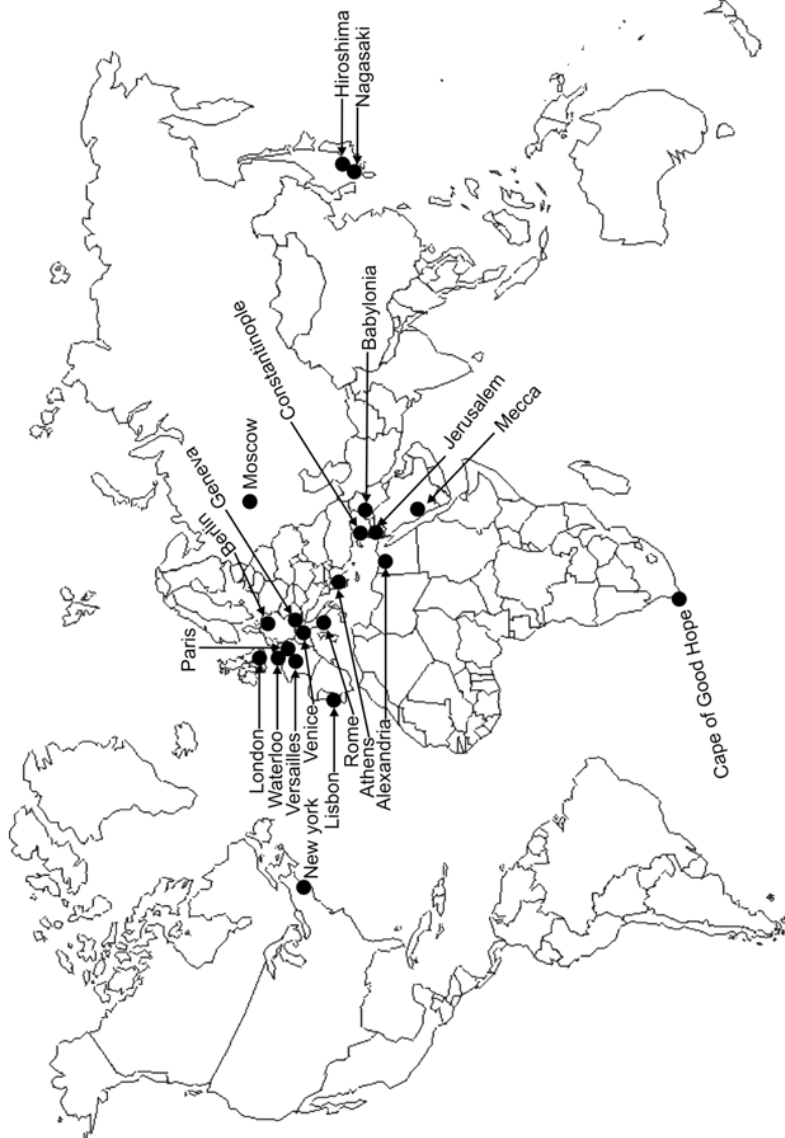 Hiroshima
Nagasaki
Constantinople
Babylonia
Jerusalem
Mecca
Moscow
Geneva
Berlin
Paris
London
Waterloo
Versailles
Venice
Lisbon
Rome
Athens
Alexandria
New york
Cape of Good Hope